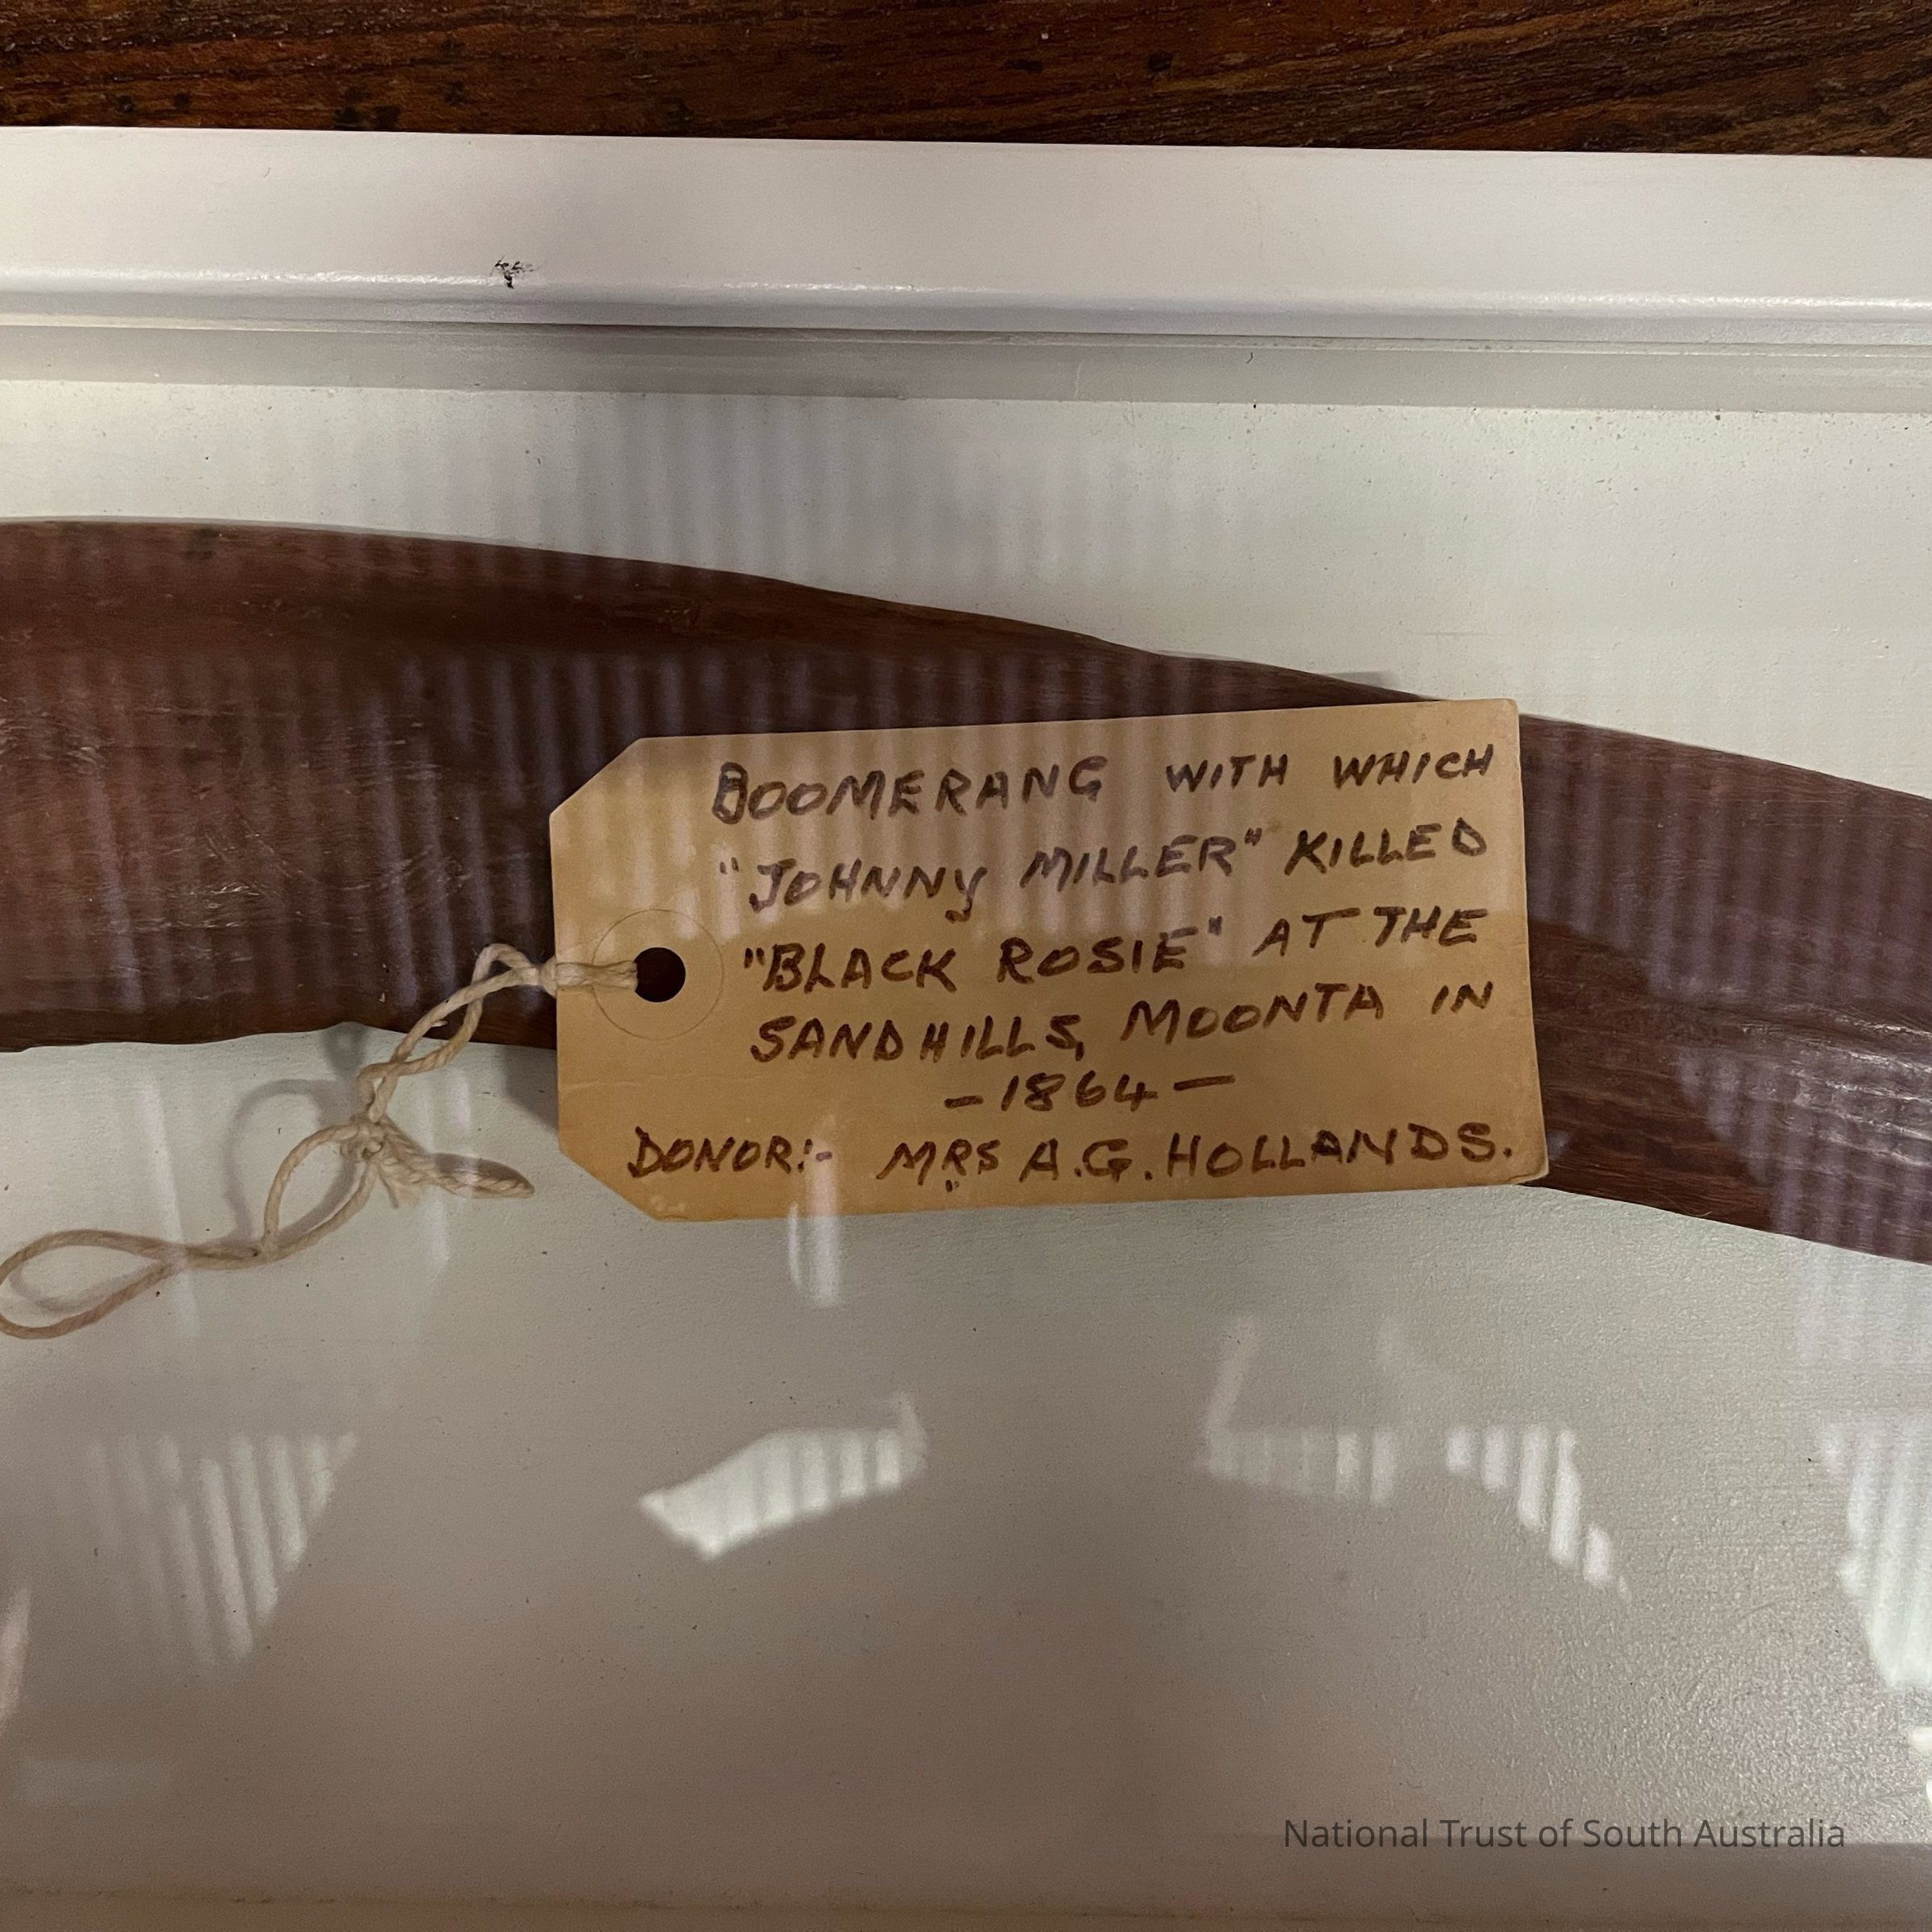 BOOMERANG WITH WHICH
"JOHNNY MILLER" KILLED
"BLACK ROSIE" AT THE
SANDHILLS, MOONTA IN
-1864-
DONOR:- MRS A.G. HOLLANDS.
National Trust of South Australia